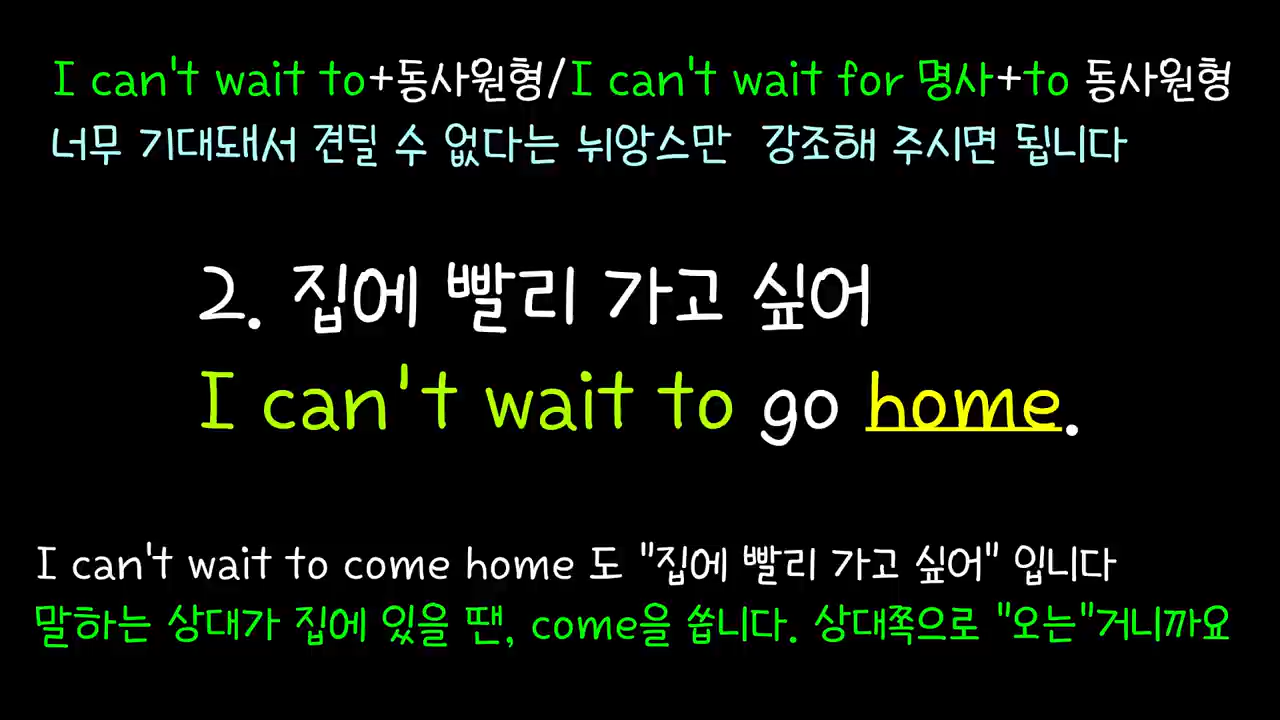 I can't wait to+동사원형/I can't wait for 명사+to 동사원형
너무 기대돼서 견딜 수 없다는 뉘앙스만 강조해 주시면 됩니다
2. 집에 빨리 가고 싶어
I can't wait to go home.
I can't wait to come home 도 "집에 빨리 가고 싶어" 입니다
말하는 상대가 집에 있을 땐, come을 씁니다. 상대쪽으로 "오는"거니까요